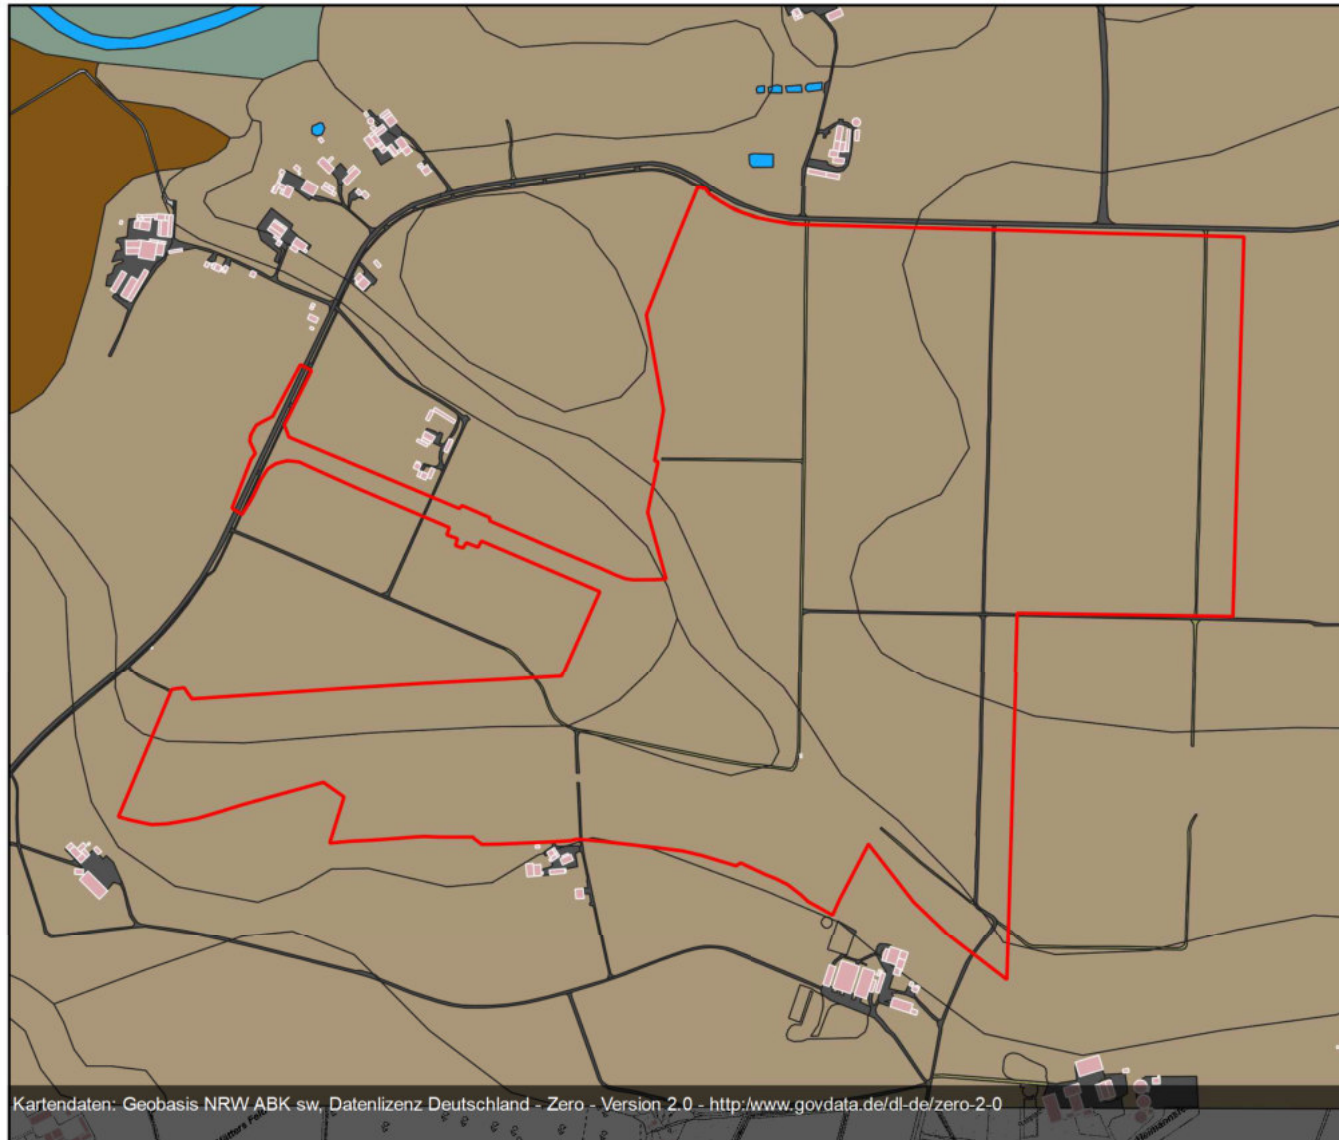 Kartendaten: Geobasis NRW ABK sw, Datenlizenz Deutschland - Zero - Version 2.0 - http:/www.govdata.de/dl-de/zero-2-0